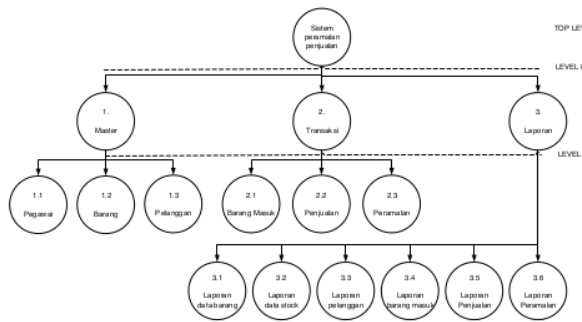 Sistem
peramalan
penjualan
TOP LEV
LEVEL
1.
Master
2.
Transaksi
3.
Laporan
LEVEL
1.1
Pegawai
1.2
Barang
1.3
Pelanggan
2.1
Barang Masuk
2.2
Penjualan
2.3
Peramalan
3.1
Laporan
data barang
3.2
Laporan
data stock
3.3
Laporan
pelanggan
3.4
Laporan
barang masuk
3.5
Laporan
Penjualan
3.6
Laporan
Peramalan